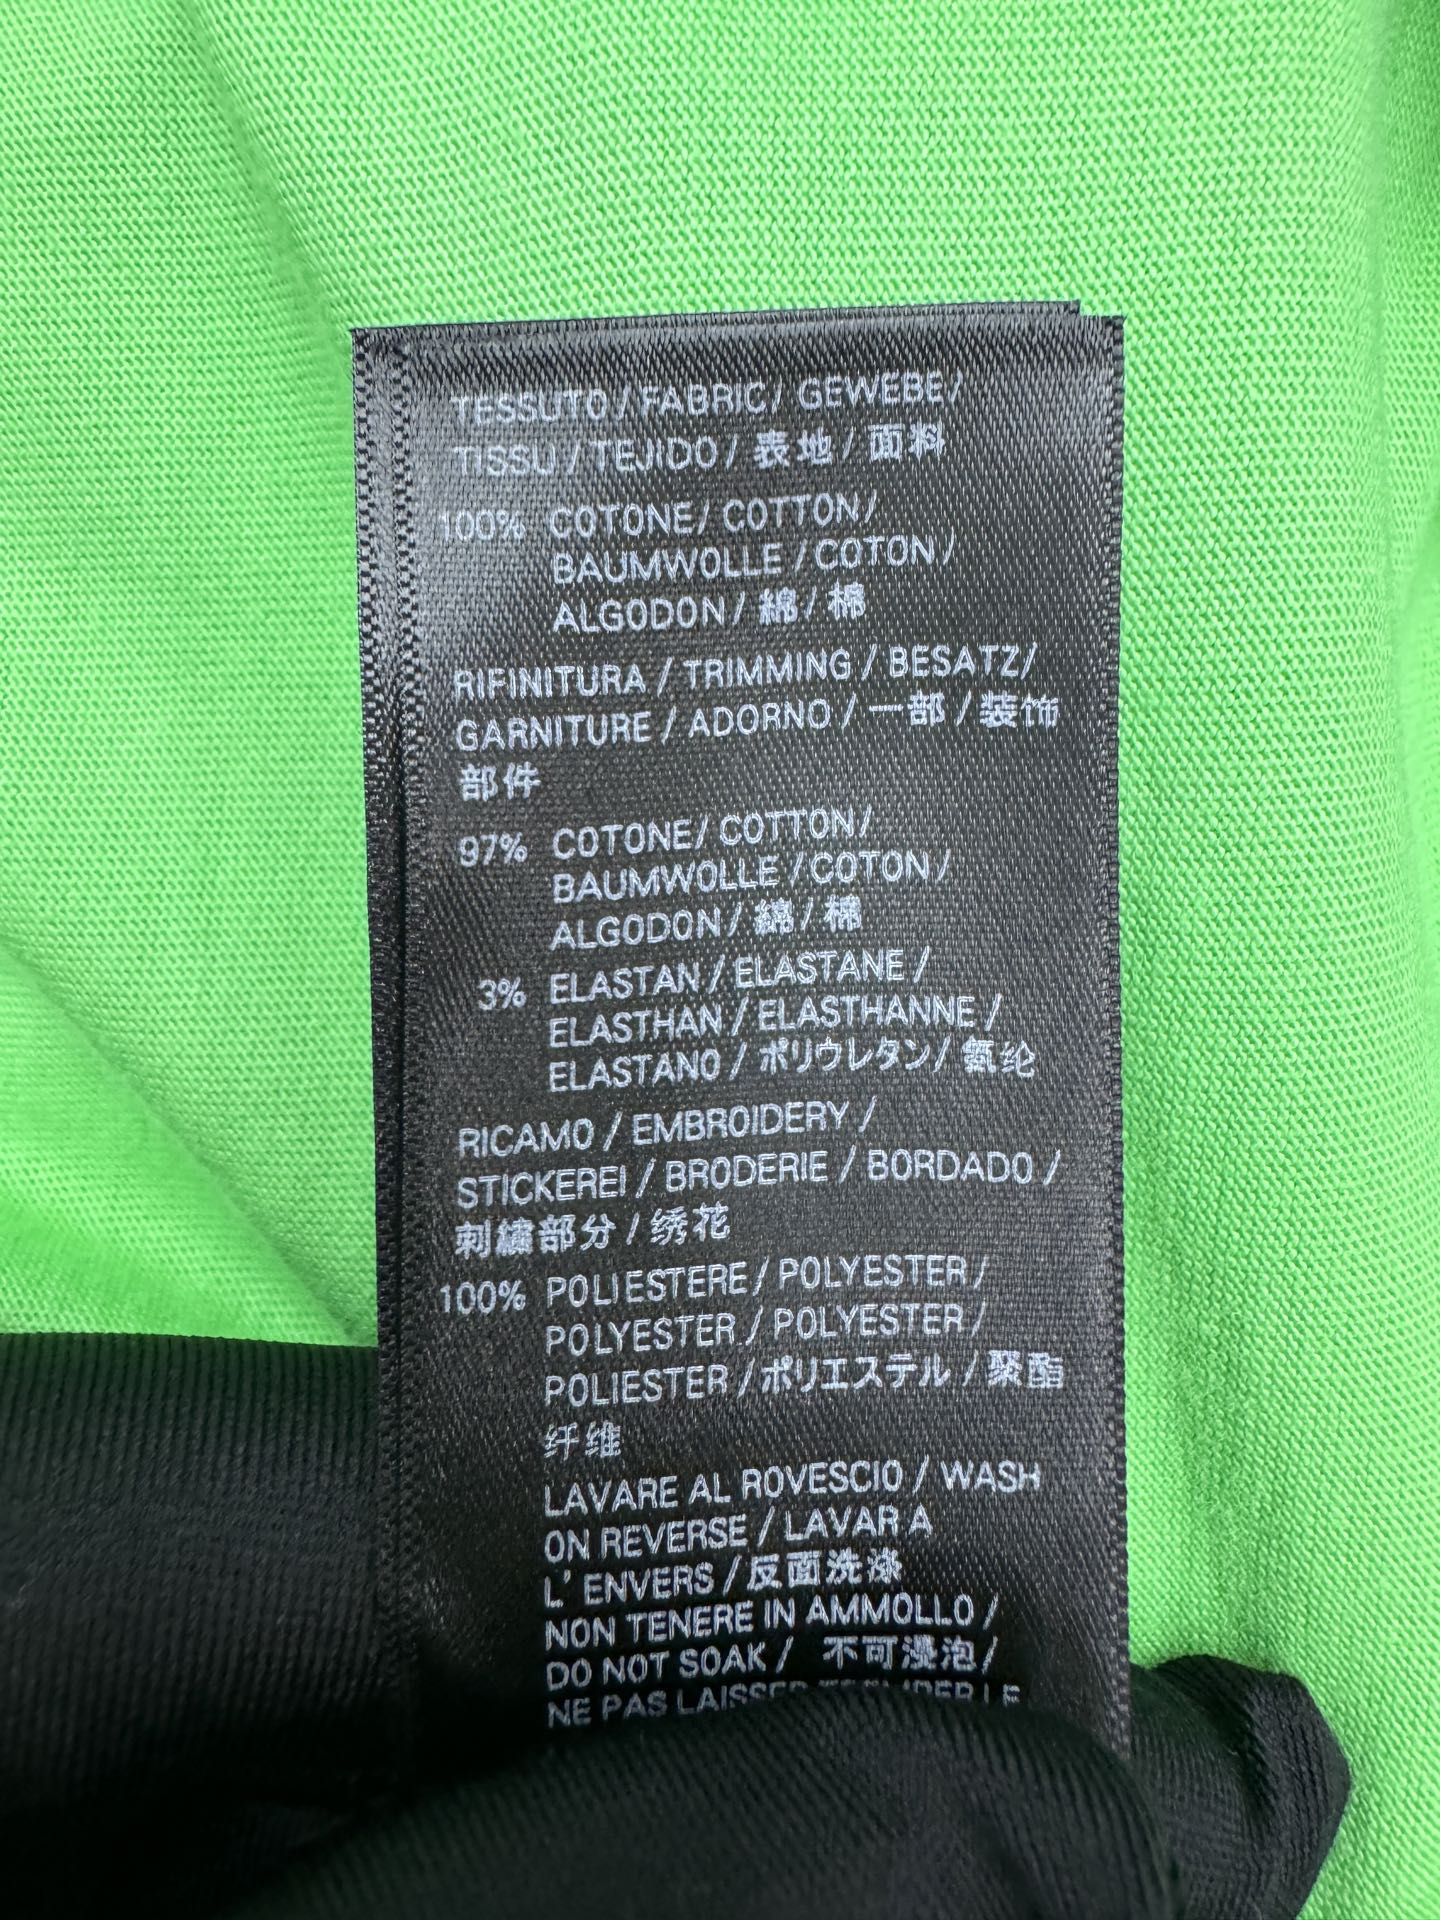 TESSUTO / FABRIC / GEWEBE /
TISSU / TEJIDO / 表地 / 面料
100% COTONE / COTTON /
BAUMWOLLE / COTON /
ALGODON / 綿 / 棉
RIFINITURA / TRIMMING / BESATZ/
GARNITURE / ADORNO / 一部 / 装饰
部件
97% COTONE / COTTON /
BAUMWOLLE / COTON /
ALGODON / 綿 / 棉
3% ELASTAN / ELASTANE /
ELASTHAN / ELASTHANNE /
ELASTANO / ポリウレタン / 氨纶
RICAMO / EMBROIDERY /
STICKEREI / BRODERIE / BORDADO /
刺繍部分 / 绣花
100% POLIESTERE / POLYESTER /
POLYESTER / POLYESTER /
POLIESTER / ポリエステル / 聚酯
纤维
LAVARE AL ROVESCIO / WASH
ON REVERSE / LAVAR A
L' ENVERS / 反面洗涤
NON TENERE IN AMMOLLO /
DO NOT SOAK / 不可浸泡/
NE PAS LAISSER TREMPER LE